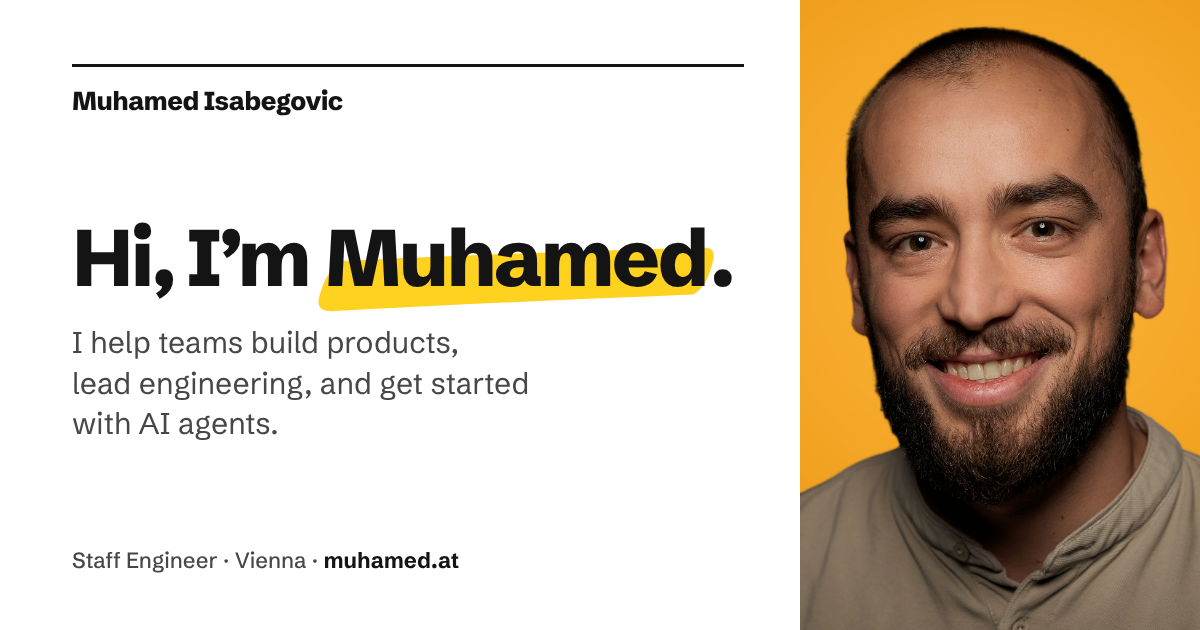 Muhamed Isabegovic
Hi, I’m Muhamed.
I help teams build products,
lead engineering, and get started
with AI agents.
Staff Engineer · Vienna · muhamed.at